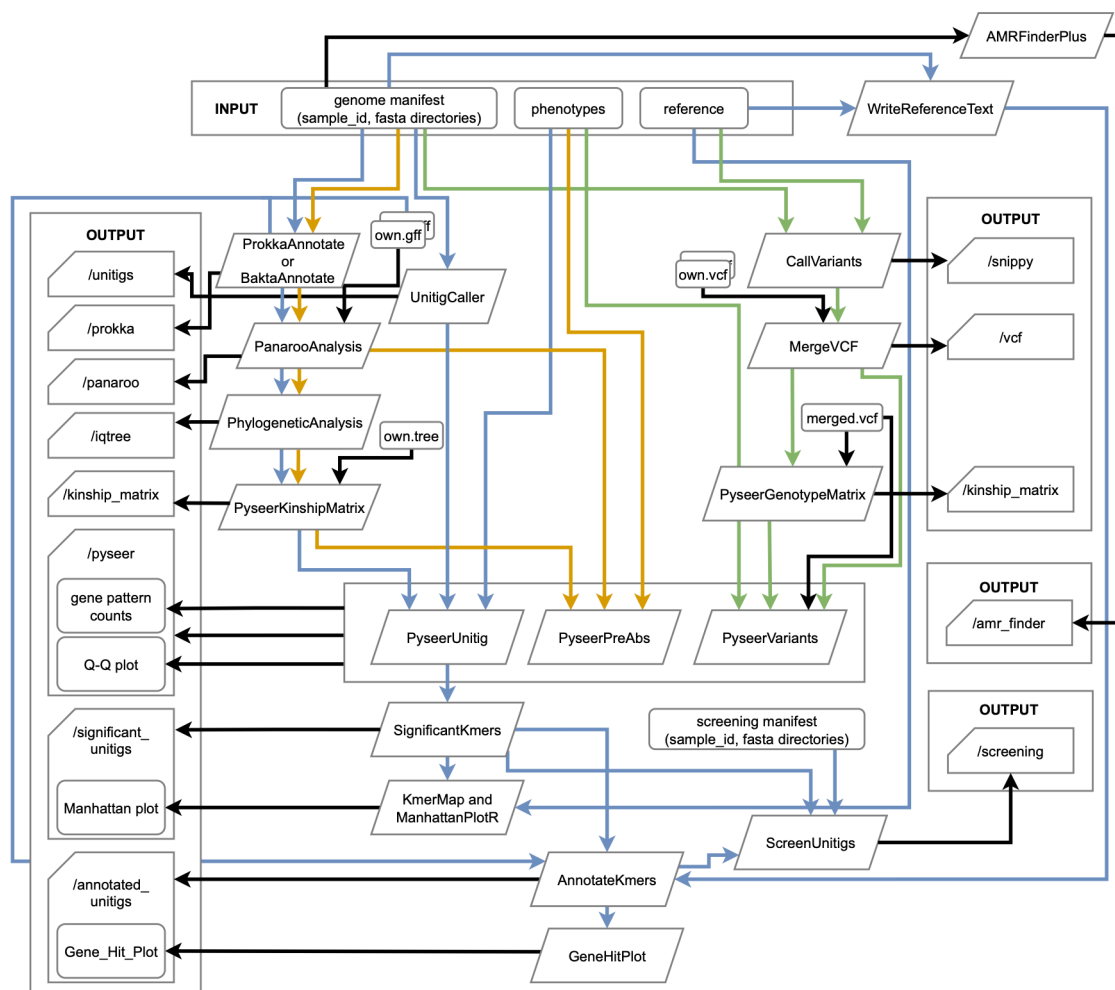 AMRFinderPlus
INPUT
genome manifest
(sample_id, fasta directories)
phenotypes
reference
WriteReferenceText
OUTPUT
/unitigs
/prokka
/panaroo
/iqtree
/kinship_matrix
/pyseer
gene pattern
counts
Q-Q plot
/significant_
unitigs
Manhattan plot
/annotated_
unitigs
Gene_Hit_Plot
ProkkaAnnotate
or
BaktaAnnotate
own.gff
UnitigCaller
PanarooAnalysis
PhylogeneticAnalysis
own.tree
PyseerKinshipMatrix
CallVariants
own.vcf
MergeVCF
merged.vcf
PyseerGenotypeMatrix
OUTPUT
/snippy
/vcf
/kinship_matrix
PyseerUnitig
PyseerPreAbs
PyseerVariants
OUTPUT
/amr_finder
SignificantKmers
screening manifest
(sample_id, fasta directories)
OUTPUT
/screening
KmerMap and
ManhattanPlotR
ScreenUnitigs
AnnotateKmers
GeneHitPlot